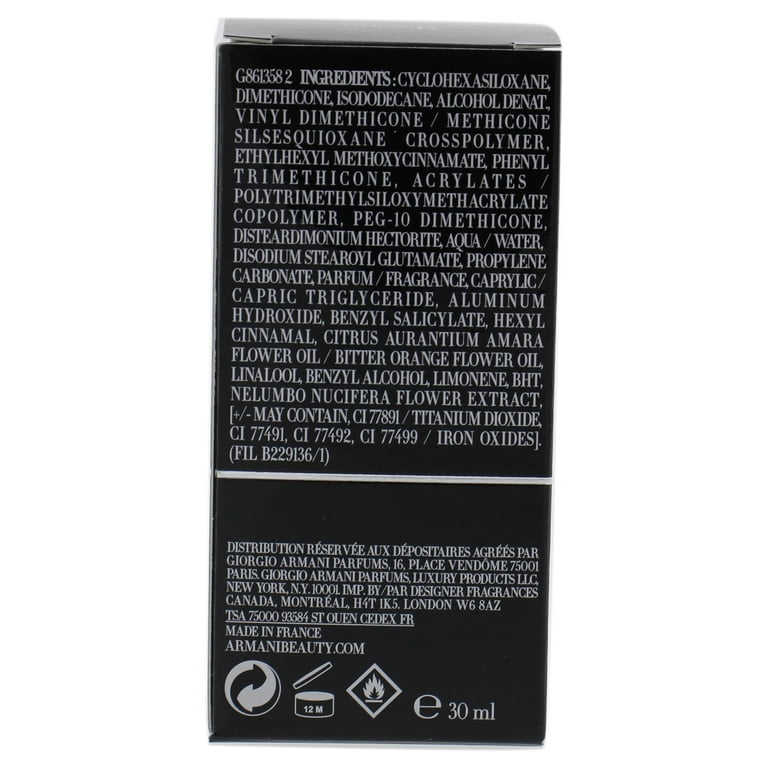 G861358 2 INGREDIENTS : CYCLOHEXASILOXANE,
DIMETHICONE, ISODODECANE, ALCOHOL DENAT.,
VINYL DIMETHICONE / METHICONE
SILSESQUIOXANE CROSSPOLYMER,
ETHYLHEXYL METHOXYCINNAMATE, PHENYL
TRIMETHICONE, ACRYLATES /
POLYTRIMETHYLSILOXYMETHACRYLATE
COPOLYMER, PEG-10 DIMETHICONE,
DISTEARDIMONIUM HECTORITE, AQUA / WATER,
DISODIUM STEAROYL GLUTAMATE, PROPYLENE
CARBONATE, PARFUM / FRAGRANCE, CAPRYLIC /
CAPRIC TRIGLYCERIDE, ALUMINUM
HYDROXIDE, BENZYL SALICYLATE, HEXYL
CINNAMAL, CITRUS AURANTIUM AMARA
FLOWER OIL / BITTER ORANGE FLOWER OIL,
LINALOOL, BENZYL ALCOHOL, LIMONENE, BHT,
NELUMBO NUCIFERA FLOWER EXTRACT,
[+/- MAY CONTAIN, CI 77891 / TITANIUM DIOXIDE,
CI 77491, CI 77492, CI 77499 / IRON OXIDES].
(FIL B229136/1)
DISTRIBUTION RÉSERVÉE AUX DÉPOSITAIRES AGRÉÉS PAR
GIORGIO ARMANI PARFUMS, 16, PLACE VENDÔME 75001
PARIS. GIORGIO ARMANI PARFUMS, LUXURY PRODUCTS LLC,
NEW YORK, N.Y. 10001. IMP. BY/PAR DESIGNER FRAGRANCES
CANADA, MONTRÉAL, H4T 1K5. LONDON W6 8AZ
TSA 75000 93584 ST OUEN CEDEX FR
MADE IN FRANCE
ARMANIBEAUTY.COM
12 M
℮ 30 ml